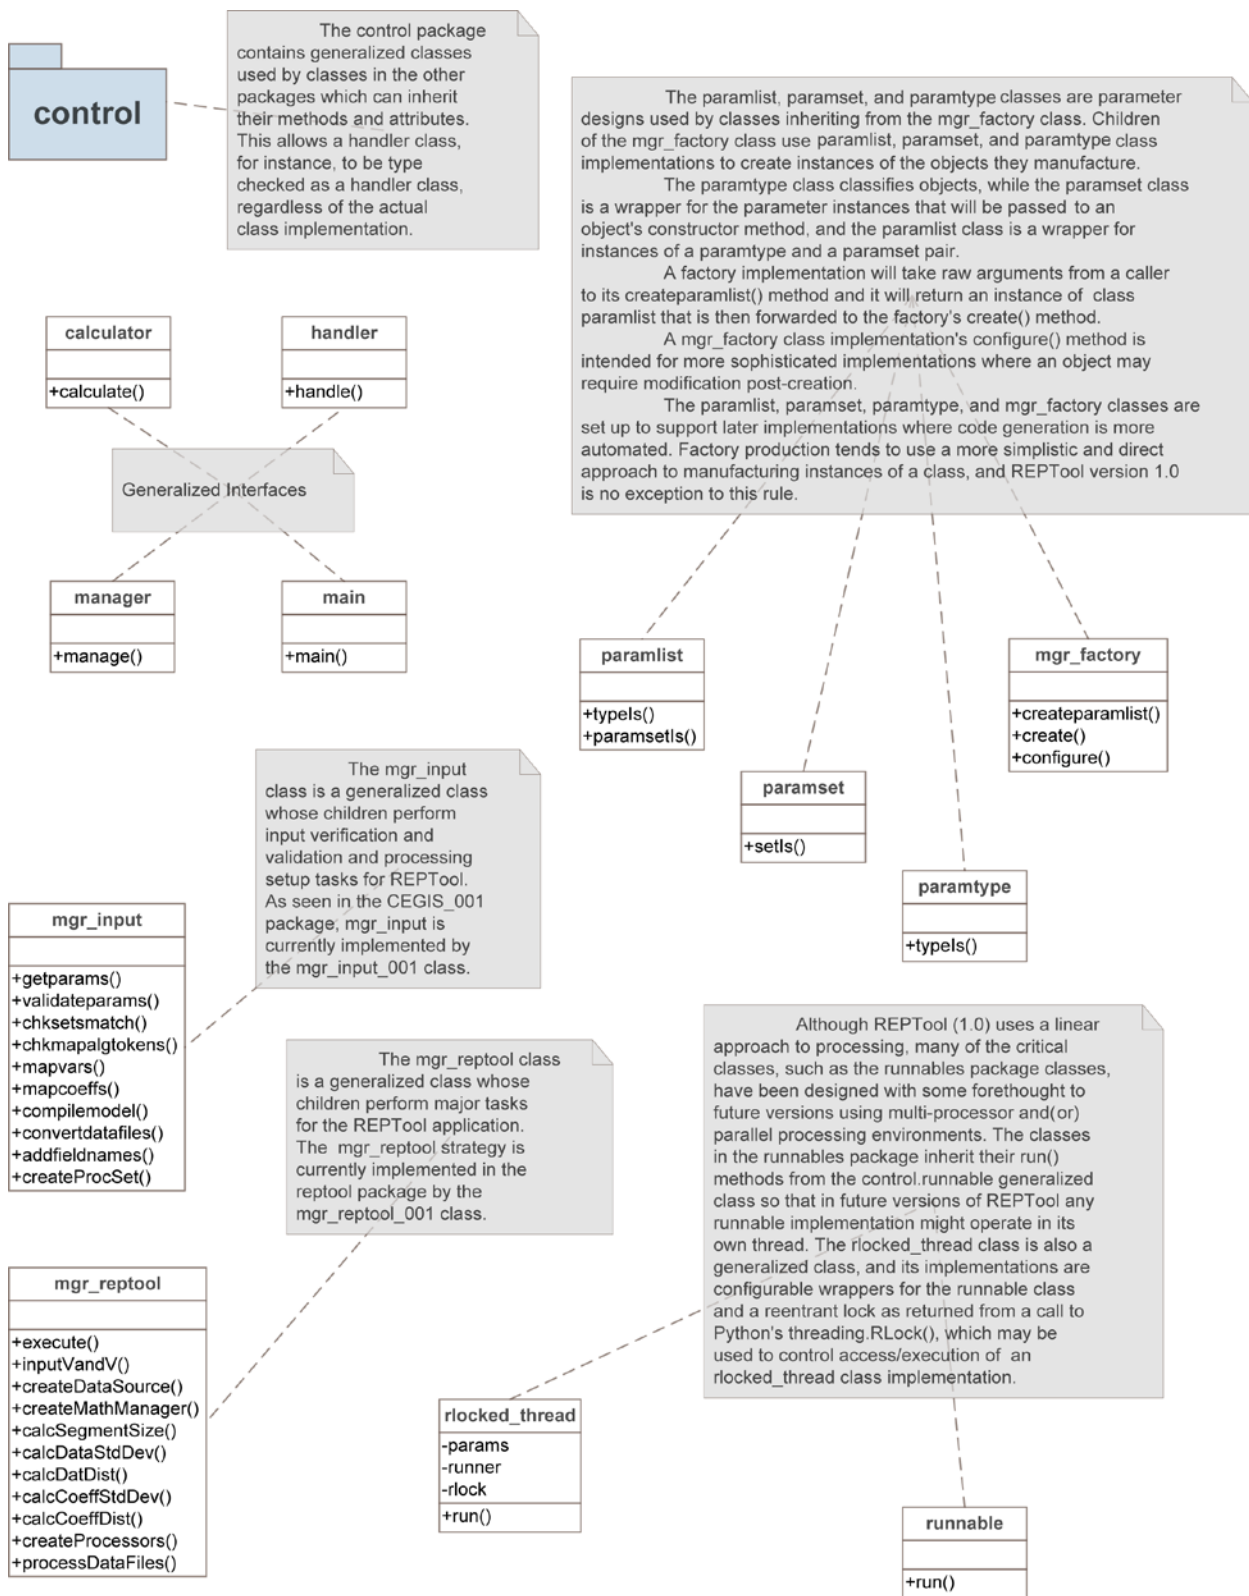 control
The control package
contains generalized classes
used by classes in the other
packages which can inherit
their methods and attributes.
This allows a handler class,
for instance, to be type
checked as a handler class,
regardless of the actual
class implementation.
The paramlist, paramset, and paramtype classes are parameter
designs used by classes inheriting from the mgr_factory class. Children
of the mgr_factory class use paramlist, paramset, and paramtype class
implementations to create instances of the objects they manufacture.
The paramtype class classifies objects, while the paramset class
is a wrapper for the parameter instances that will be passed to an
object's constructor method, and the paramlist class is a wrapper for
instances of a paramtype and a paramset pair.
A factory implementation will take raw arguments from a caller
to its createparamlist() method and it will return an instance of class
paramlist that is then forwarded to the factory's create() method.
A mgr_factory class implementation's configure() method is
intended for more sophisticated implementations where an object may
require modification post-creation.
The paramlist, paramset, paramtype, and mgr_factory classes are
set up to support later implementations where code generation is more
automated. Factory production tends to use a more simplistic and direct
approach to manufacturing instances of a class, and REPTool version 1.0
is no exception to this rule.
calculator
+calculate()
handler
+handle()
Generalized Interfaces
manager
+manage()
main
+main()
paramlist
+typeIs()
+paramsetIs()
mgr_factory
+createparamlist()
+create()
+configure()
paramset
+setIs()
paramtype
+typeIs()
The mgr_input
class is a generalized class
whose children perform
input verification and
validation and processing
setup tasks for REPTool.
As seen in the CEGIS_001
package, mgr_input is
currently implemented by
the mgr_input_001 class.
mgr_input
+getparams()
+validateparams()
+chksetsmatch()
+chkmapalgtokens()
+mapvars()
+mapcoeffs()
+compilemodel()
+convertdatafiles()
+addfieldnames()
+createProcSet()
The mgr_reptool class
is a generalized class whose
children perform major tasks
for the REPTool application.
The mgr_reptool strategy is
currently implemented in the
reptool package by the
mgr_reptool_001 class.
mgr_reptool
+execute()
+inputVandV()
+createDataSource()
+createMathManager()
+calcSegmentSize()
+calcDataStdDev()
+calcDatDist()
+calcCoeffStdDev()
+calcCoeffDist()
+createProcessors()
+processDataFiles()
Although REPTool (1.0) uses a linear
approach to processing, many of the critical
classes, such as the runnables package classes,
have been designed with some forethought to
future versions using multi-processor and(or)
parallel processing environments. The classes
in the runnables package inherit their run()
methods from the control.runnable generalized
class so that in future versions of REPTool any
runnable implementation might operate in its
own thread. The rlocked_thread class is also a
generalized class, and its implementations are
configurable wrappers for the runnable class
and a reentrant lock as returned from a call to
Python's threading.RLock(), which may be
used to control access/execution of an
rlocked_thread class implementation.
rlocked_thread
-params
-runner
-rlock
+run()
runnable
+run()